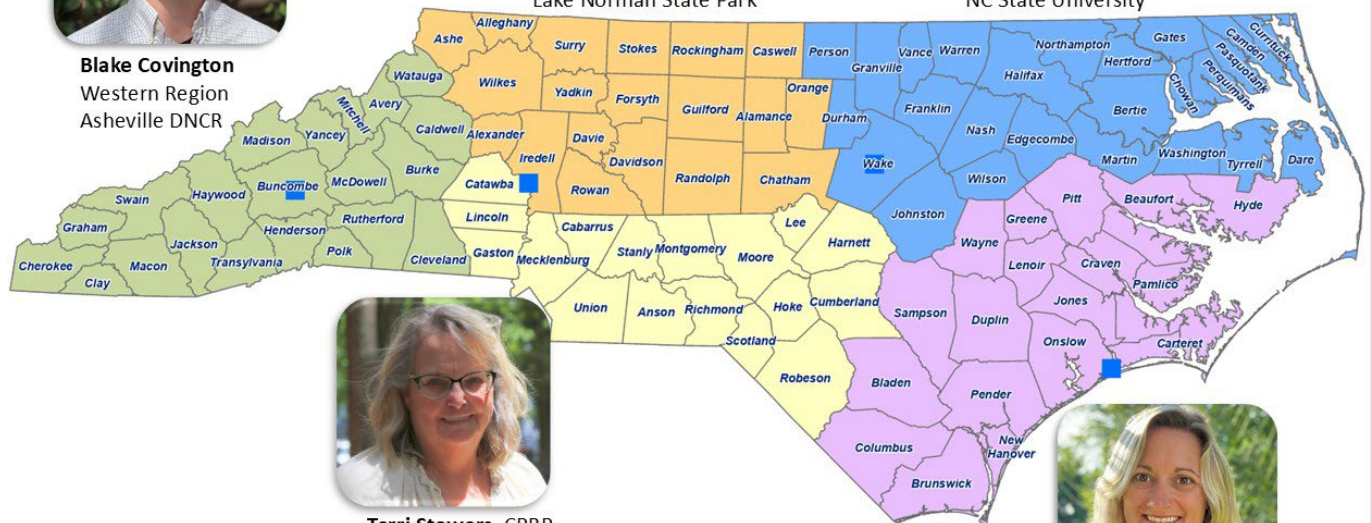 Lake Norman State Park
NC State University
Blake Covington
Western Region
Asheville DNCR
Alleghany
Ashe
Surry
Stokes
Rockingham
Caswell
Person
Granville
Vance
Warren
Northampton
Gates
Hertford
Halifax
Currituck
Camden
Pasquotank
Perquimans
Chowan
Watauga
Wilkes
Yadkin
Forsyth
Guilford
Alamance
Orange
Durham
Franklin
Bertie
Mitchell
Avery
Caldwell
Alexander
Davie
Iredell
Davidson
Randolph
Chatham
Wake
Nash
Edgecombe
Martin
Washington
Tyrrell
Dare
Madison
Yancey
Burke
McDowell
Buncombe
Haywood
Swain
Catawba
Rowan
Wilson
Johnston
Pitt
Beaufort
Hyde
Graham
Jackson
Henderson
Rutherford
Lincoln
Cabarrus
Lee
Harnett
Greene
Wayne
Cherokee
Macon
Transylvania
Polk
Cleveland
Gaston
Mecklenburg
Stanly
Montgomery
Moore
Lenoir
Craven
Pamlico
Clay
Union
Anson
Richmond
Hoke
Cumberland
Sampson
Duplin
Jones
Onslow
Carteret
Scotland
Robeson
Bladen
Pender
Columbus
New
Hanover
Brunswick
Terri Stowers, CPRP